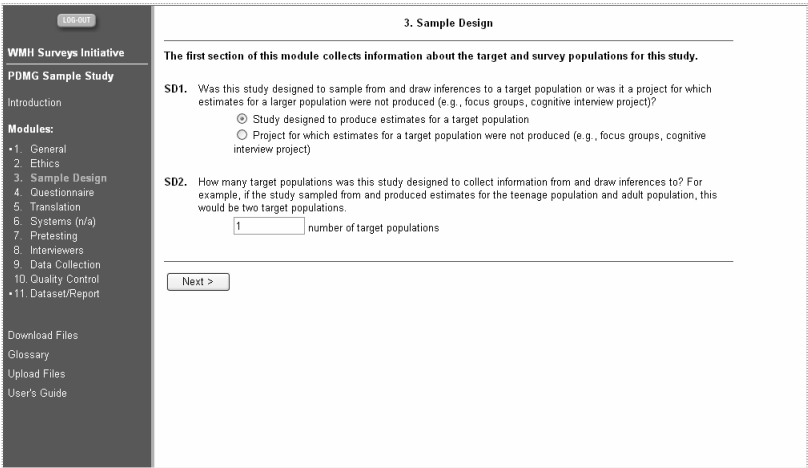 LOG-OUT
WMH Surveys Initiative
PDMG Sample Study
Introduction
Modules:
•1. General
2. Ethics
3. Sample Design
4. Questionnaire
5. Translation
6. Systems (n/a)
7. Pretesting
8. Interviewers
9. Data Collection
10. Quality Control
•11. Dataset/Report
Download Files
Glossary
Upload Files
User's Guide
3. Sample Design
The first section of this module collects information about the target and survey populations for this study.
SD1. Was this study designed to sample from and draw inferences to a target population or was it a project for which
estimates for a larger population were not produced (e.g., focus groups, cognitive interview project)?
Study designed to produce estimates for a target population
Project for which estimates for a target population were not produced (e.g., focus groups, cognitive
interview project)
SD2. How many target populations was this study designed to collect information from and draw inferences to? For
example, if the study sampled from and produced estimates for the teenage population and adult population, this
would be two target populations.
1 number of target populations
Next >